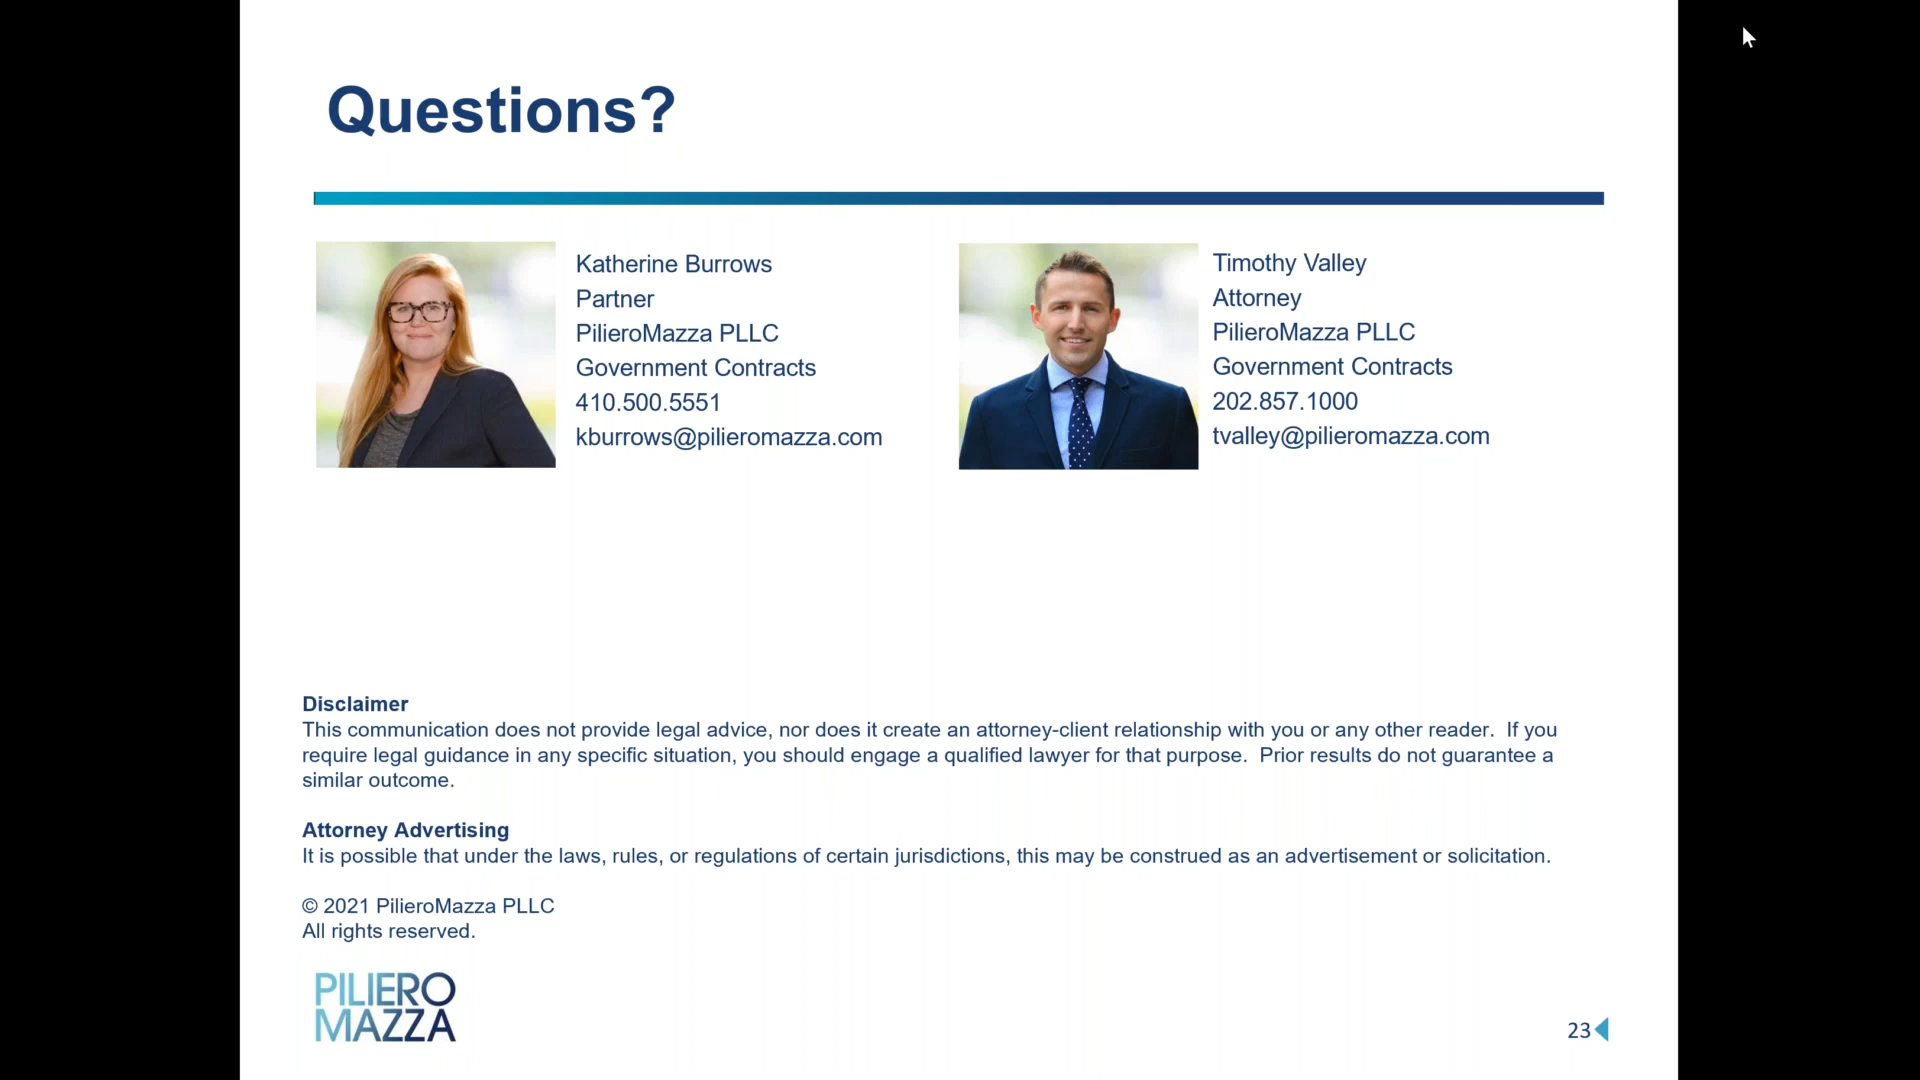 Questions?
Katherine Burrows
Partner
PilieroMazza PLLC
Government Contracts
410.500.5551
kburrows@pilieromazza.com
Timothy Valley
Attorney
PilieroMazza PLLC
Government Contracts
202.857.1000
tvalley@pilieromazza.com
Disclaimer
This communication does not provide legal advice, nor does it create an attorney-client relationship with you or any other reader.  If you
require legal guidance in any specific situation, you should engage a qualified lawyer for that purpose.  Prior results do not guarantee a
similar outcome.
Attorney Advertising
It is possible that under the laws, rules, or regulations of certain jurisdictions, this may be construed as an advertisement or solicitation.
© 2021 PilieroMazza PLLC
All rights reserved.
PILIERO
MAZZA
23